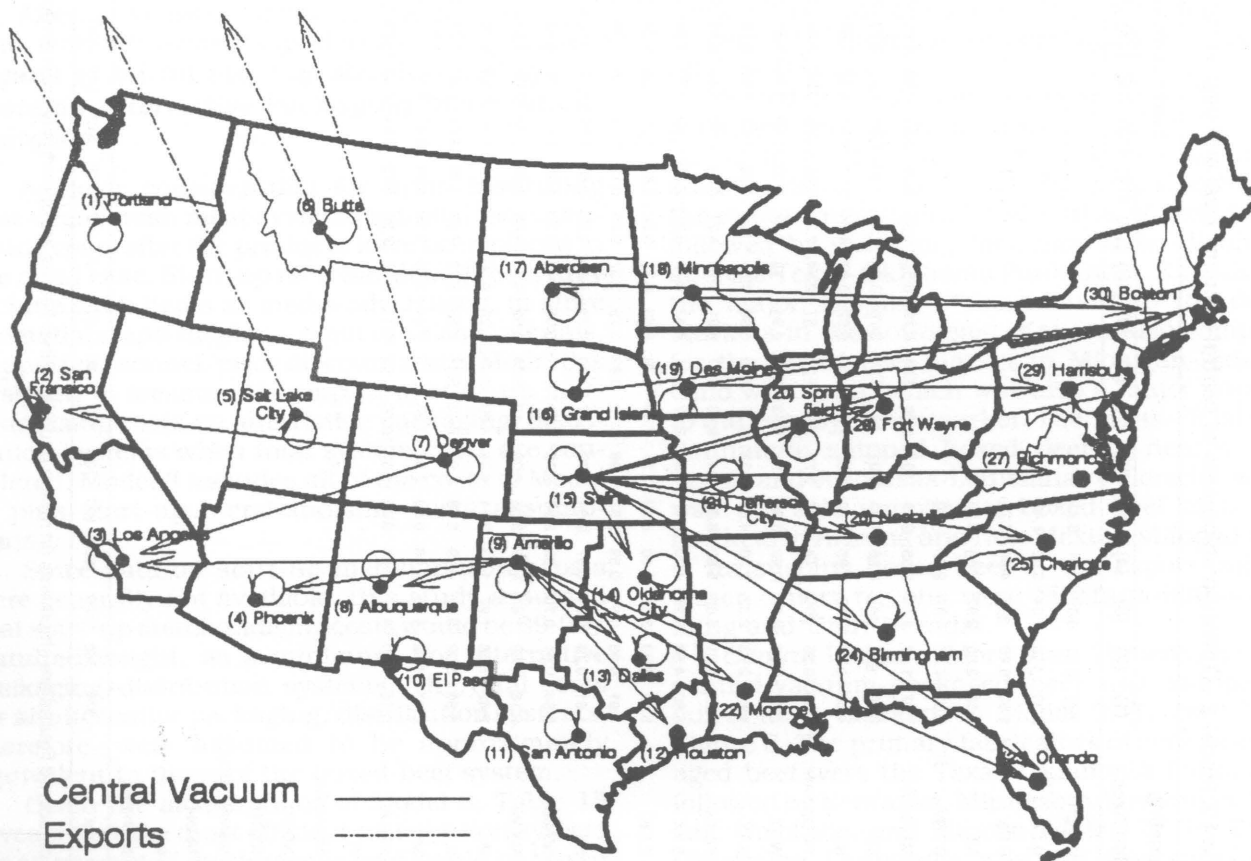 (1) Portland
(6) Butte
(17) Aberdeen
(18) Minneapolis
(30) Boston
(2) San
Fransico
(5) Salt Lake
City
(19) Des Moine
(20) Spring
field
(29) Harrisburg
(16) Grand Island
(28) Fort Wayne
(7) Denver
(27) Richmond
(15) Salina
(21) Jefferson
City
(26) Nashville
(3) Los Angeles
(9) Amarillo
(25) Charlotte
(14) Oklahoma
City
(4) Phoenix
(8) Albuquerque
(24) Birmingham
(10) El Paso
(13) Dallas
(22) Monroe
(11) San Antonio
(12) Houston
(23) Orlando
Central Vacuum
Exports